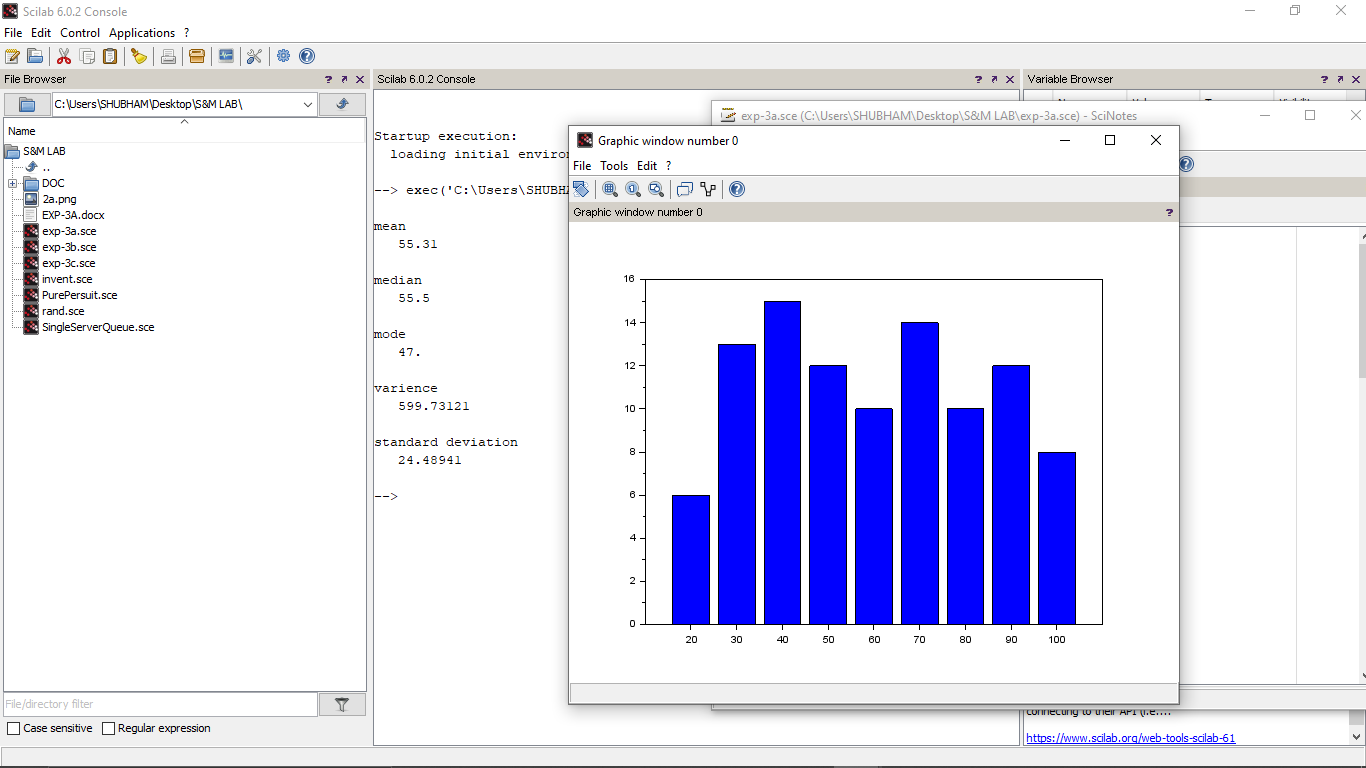 Scilab 6.0.2 Console
File Edit Control Applications ?
File Browser
C:\Users\SHUBHAM\Desktop\S&M LAB\
Name
S&M LAB
..
DOC
2a.png
EXP-3A.docx
exp-3a.sce
exp-3b.sce
exp-3c.sce
invent.sce
PurePersuit.sce
rand.sce
SingleServerQueue.sce
File/directory filter
Case sensitive Regular expression
Scilab 6.0.2 Console
Startup execution:
loading initial environ
--> exec('C:\Users\SHUBHA
mean
55.31
median
55.5
mode
47.
varience
599.73121
standard deviation
24.48941
-->
Variable Browser
exp-3a.sce (C:\Users\SHUBHAM\Desktop\S&M LAB\exp-3a.sce) - SciNotes
Graphic window number 0
File Tools Edit ?
Graphic window number 0
16
14
12
10
8
6
4
2
0
20 30 40 50 60 70 80 90 100
connecting to their API (i.e....
https://www.scilab.org/web-tools-scilab-61